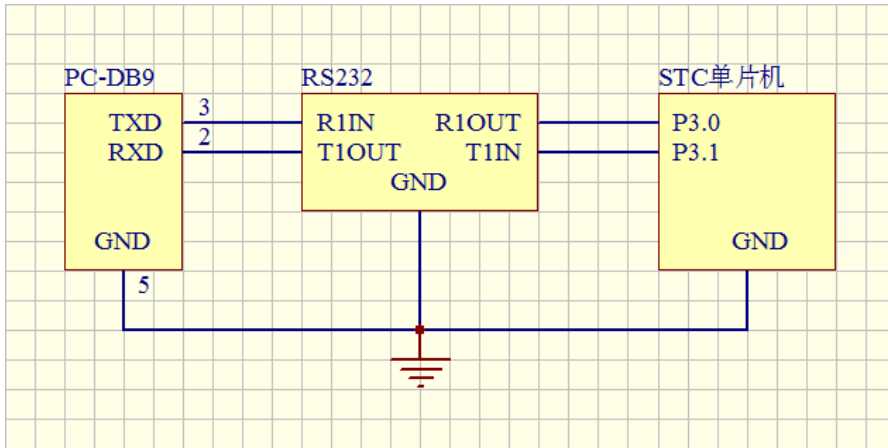 PC-DB9 RS232 STC单片机
TXD 3 R1IN R1OUT P3.0
RXD 2 T1OUT T1IN P3.1
GND
GND GND
5